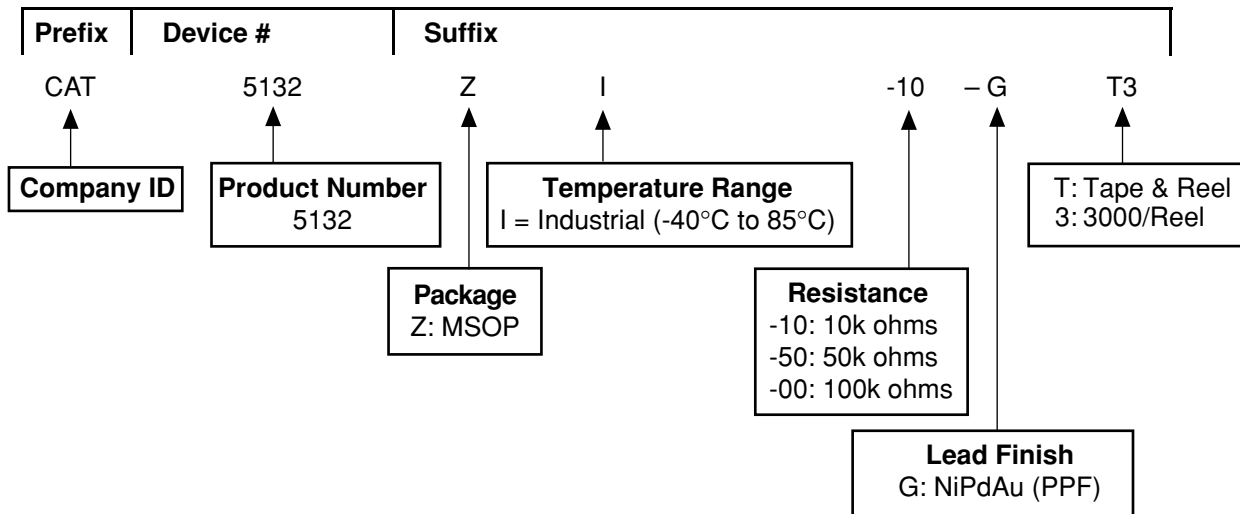 Prefix Device # Suffix
CAT 5132 Z I -10 – G T3
Company ID
Product Number
5132
Temperature Range
I = Industrial (-40°C to 85°C)
T: Tape & Reel
3: 3000/Reel
Package
Z: MSOP
Resistance
-10: 10k ohms
-50: 50k ohms
-00: 100k ohms
Lead Finish
G: NiPdAu (PPF)